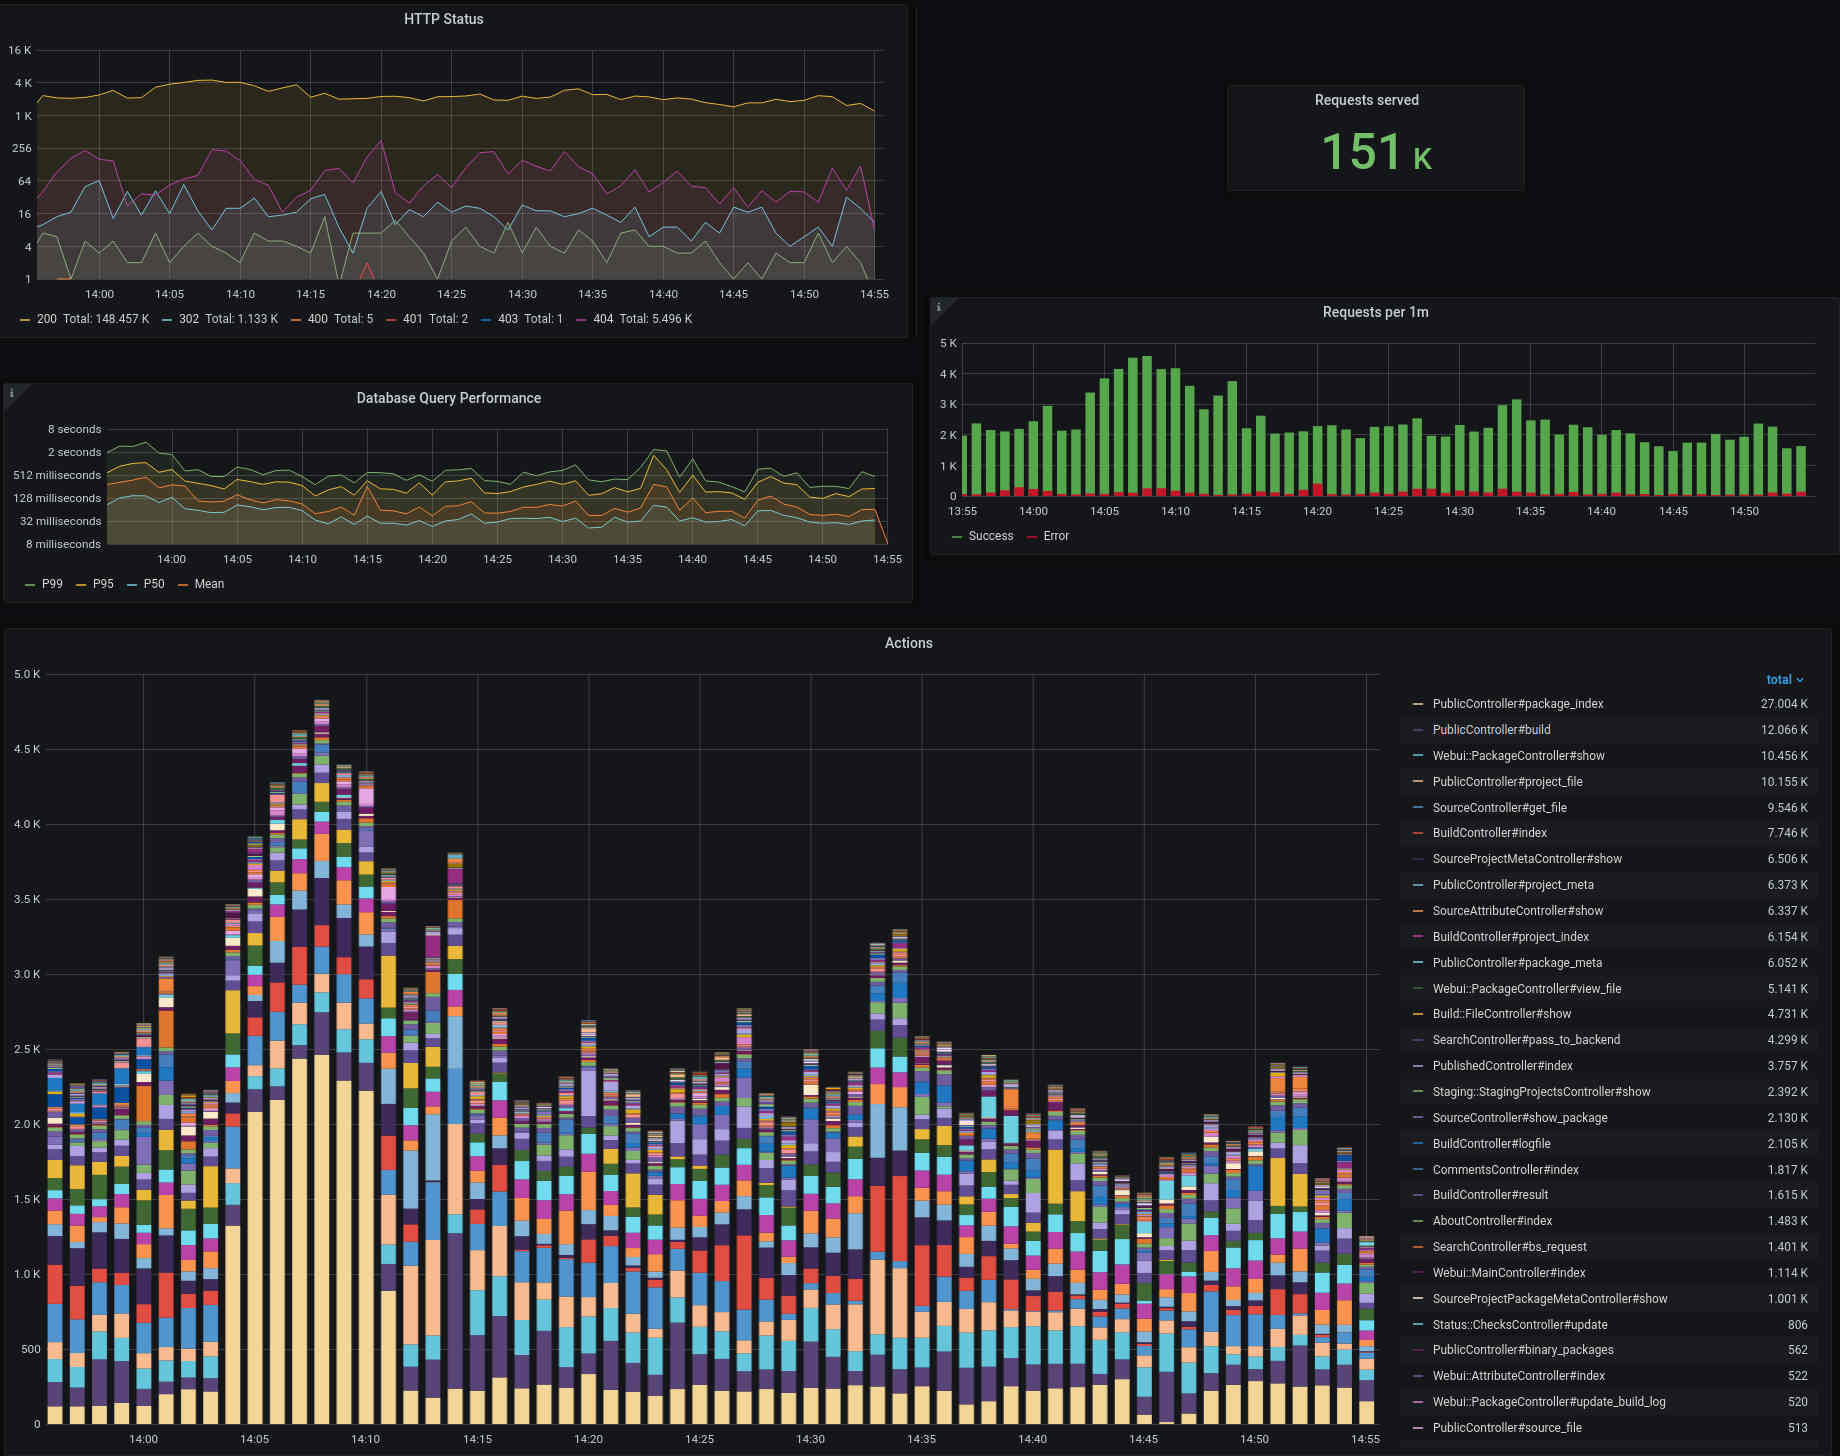 HTTP Status
16 K
4 K
1 K
256
64
16
4
1
14:00 14:05 14:10 14:15 14:20 14:25 14:30 14:35 14:40 14:45 14:50 14:55
200 Total: 148.457 K 302 Total: 1.133 K 400 Total: 5 401 Total: 2 403 Total: 1 404 Total: 5.496 K
Requests served
151 K
i
Requests per 1m
5 K
4 K
3 K
2 K
1 K
0
13:55 14:00 14:05 14:10 14:15 14:20 14:25 14:30 14:35 14:40 14:45 14:50
Success Error
i
Database Query Performance
8 seconds
2 seconds
512 milliseconds
128 milliseconds
32 milliseconds
8 milliseconds
14:00 14:05 14:10 14:15 14:20 14:25 14:30 14:35 14:40 14:45 14:50 14:55
P99 P95 P50 Mean
Actions
5.0 K
4.5 K
4.0 K
3.5 K
3.0 K
2.5 K
2.0 K
1.5 K
1.0 K
500
0
14:00 14:05 14:10 14:15 14:20 14:25 14:30 14:35 14:40 14:45 14:50 14:55
total
PublicController#package_index 27.004 K
PublicController#build 12.066 K
Webui::PackageController#show 10.456 K
PublicController#project_file 10.155 K
SourceController#get_file 9.546 K
BuildController#index 7.746 K
SourceProjectMetaController#show 6.506 K
PublicController#project_meta 6.373 K
SourceAttributeController#show 6.337 K
BuildController#project_index 6.154 K
PublicController#package_meta 6.052 K
Webui::PackageController#view_file 5.141 K
Build::FileController#show 4.731 K
SearchController#pass_to_backend 4.299 K
PublishedController#index 3.757 K
Staging::StagingProjectsController#show 2.392 K
SourceController#show_package 2.130 K
BuildController#logfile 2.105 K
CommentsController#index 1.817 K
BuildController#result 1.615 K
AboutController#index 1.483 K
SearchController#bs_request 1.401 K
Webui::MainController#index 1.114 K
SourceProjectPackageMetaController#show 1.001 K
Status::ChecksController#update 806
PublicController#binary_packages 562
Webui::AttributeController#index 522
Webui::PackageController#update_build_log 520
PublicController#source_file 513